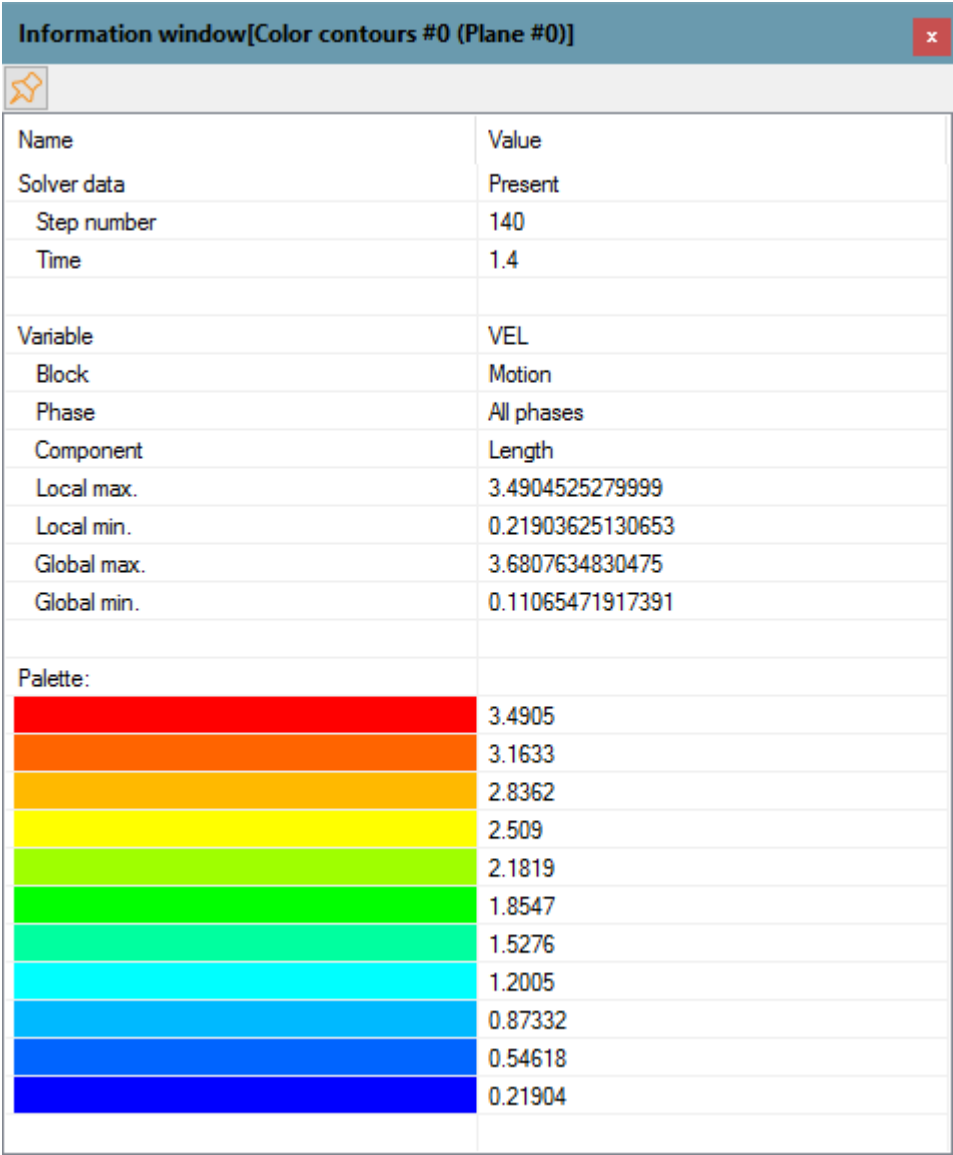 Information window[Color contours #0 (Plane #0)]
x
Name Value
Solver data Present
Step number 140
Time 1.4
Variable VEL
Block Motion
Phase All phases
Component Length
Local max. 3.4904525279999
Local min. 0.21903625130653
Global max. 3.6807634830475
Global min. 0.11065471917391
Palette:
3.4905
3.1633
2.8362
2.509
2.1819
1.8547
1.5276
1.2005
0.87332
0.54618
0.21904